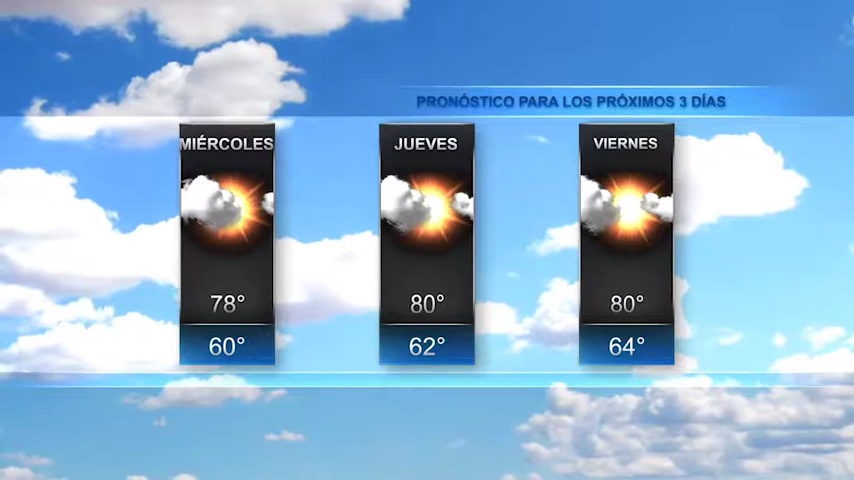 PRONÓSTICO PARA LOS PRÓXIMOS 3 DÍAS
MIÉRCOLES
78°
60°
JUEVES
80°
62°
VIERNES
80°
64°